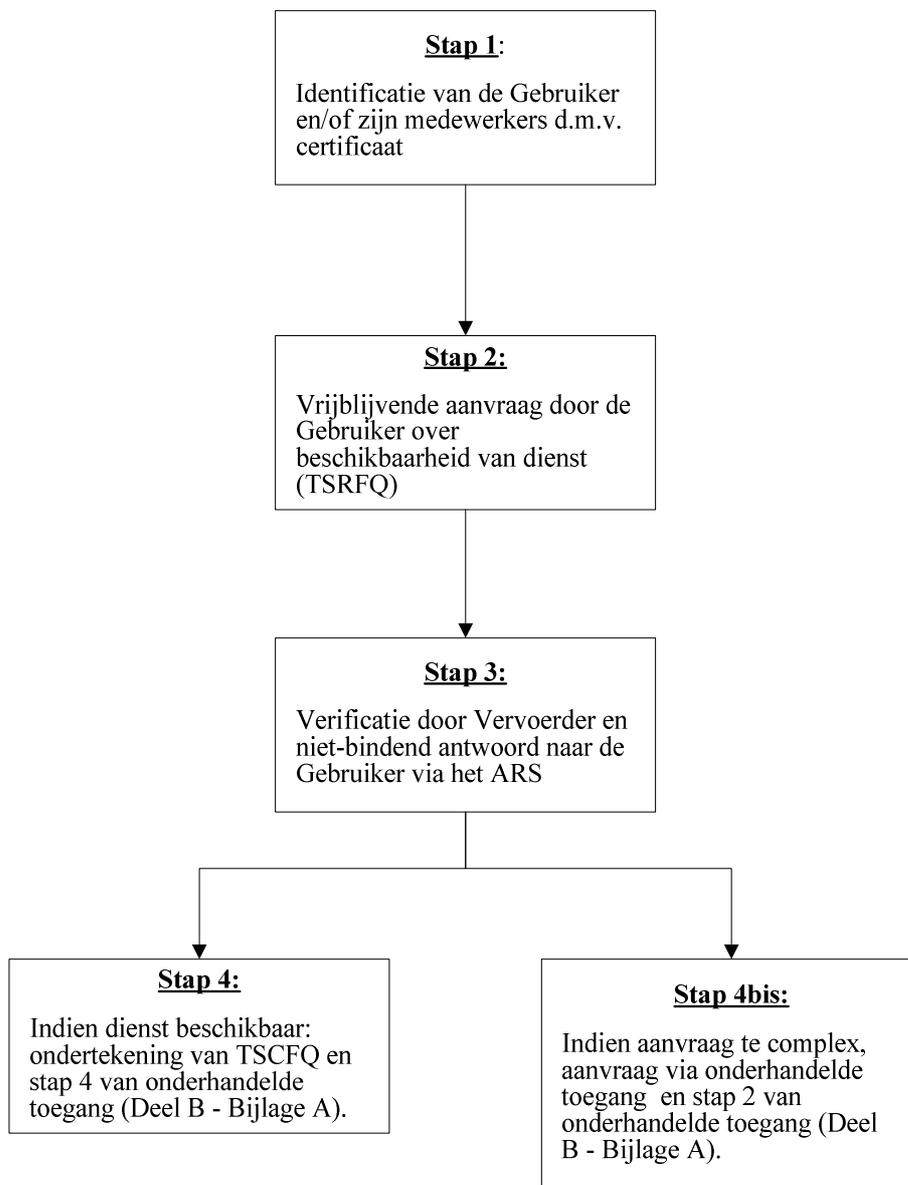 Stap 1:
Identificatie van de Gebruiker
en/of zijn medewerkers d.m.v.
certificaat
Stap 2:
Vrijblijvende aanvraag door de
Gebruiker over
beschikbaarheid van dienst
(TSRFQ)
Stap 3:
Verificatie door Vervoerder en
niet-bindend antwoord naar de
Gebruiker via het ARS
Stap 4:
Indien dienst beschikbaar:
ondertekening van TSCFQ en
stap 4 van onderhandelde
toegang (Deel B - Bijlage A).
Stap 4bis:
Indien aanvraag te complex,
aanvraag via onderhandelde
toegang en stap 2 van
onderhandelde toegang (Deel
B - Bijlage A).